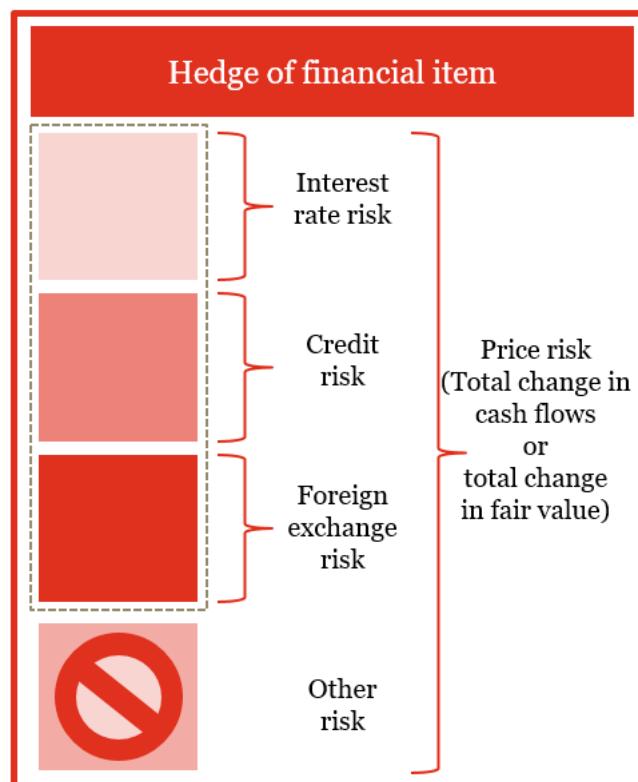 Hedge of financial item
Interest
rate risk
Credit
risk
Foreign
exchange
risk
Other
risk
Price risk
(Total change in
cash flows
or
total change
in fair value)